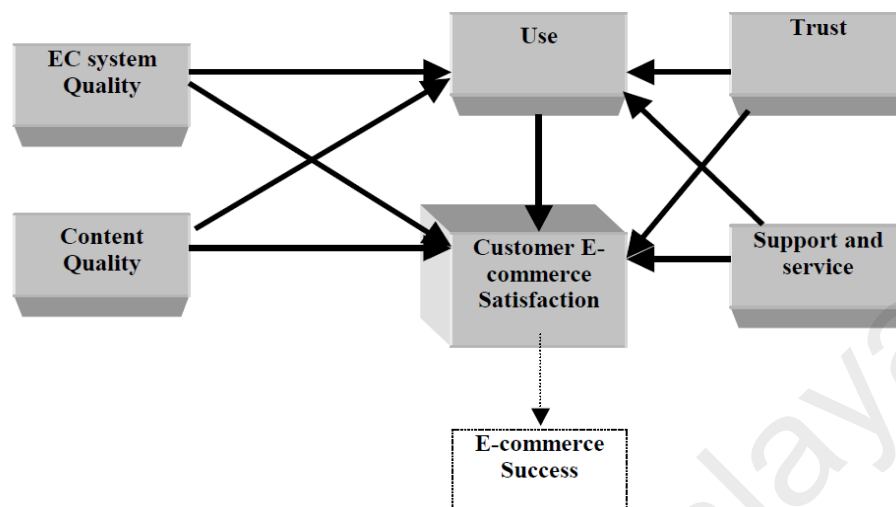 EC system
Quality
Use
Trust
Content
Quality
Customer E-
commerce
Satisfaction
Support and
service
E-commerce
Success